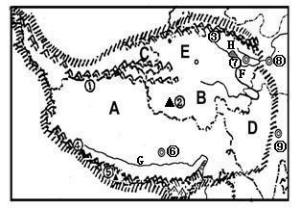 ③
H
E
⑦
⑧
C
F
①
A
②
B
D
⑨
④
G
⑥
⑤